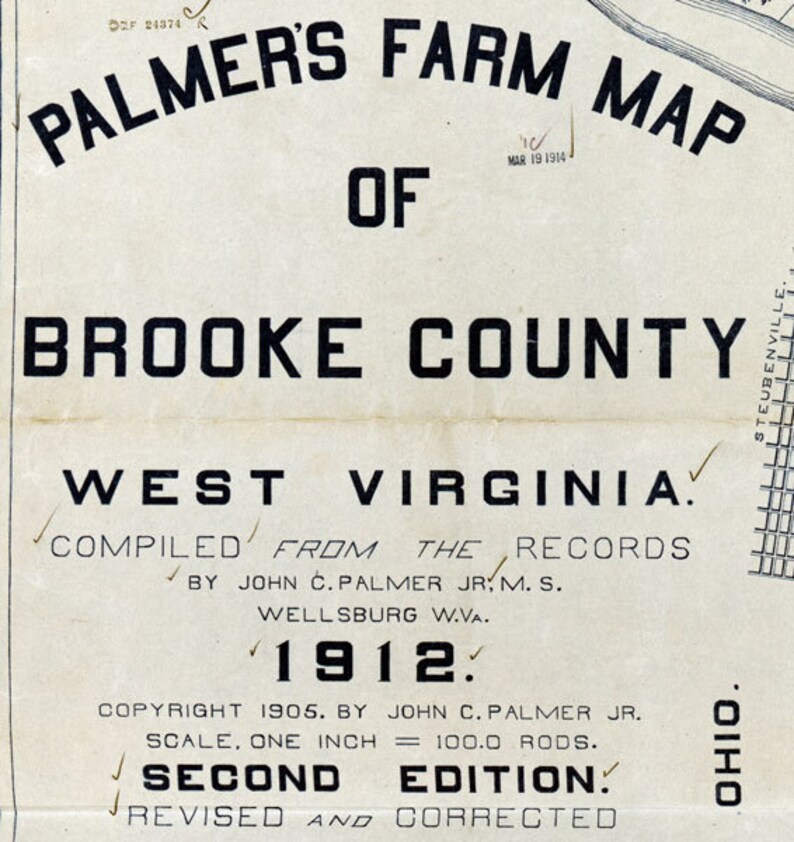 PALMER'S FARM MAP
MAR 19 1914
OF
BROOKE COUNTY
STEUBENVILLE.
WEST VIRGINIA.
COMPILED FROM THE RECORDS
BY JOHN C. PALMER JR, M. S.
WELLSBURG W.VA.
1912.
COPYRIGHT 1905. BY JOHN C. PALMER JR.
SCALE, ONE INCH = 100.0 RODS.
SECOND EDITION.
REVISED AND CORRECTED
OHIO.